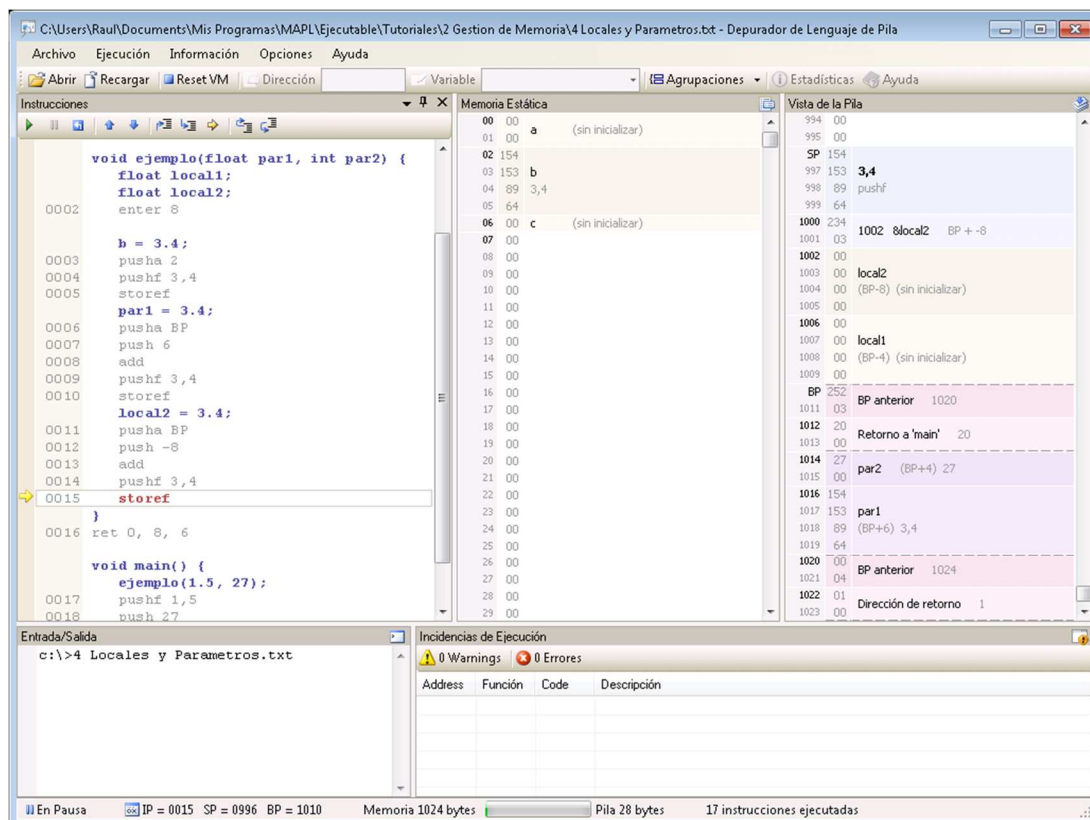 C:\Users\Raul\Documents\Mis Programas\MAPL\Ejecutable\Tutoriales\2 Gestion de Memoria\4 Locales y Parametros.txt - Depurador de Lenguaje de Pila
Archivo Ejecución Información Opciones Ayuda
Abrir Recargar Reset VM Dirección Variable Agrupaciones Estadísticas Ayuda
Instrucciones
void ejemplo(float par1, int par2) {
float local1;
float local2;
0002 enter 8
b = 3.4;
0003 pusha 2
0004 pushf 3,4
0005 storef
par1 = 3.4;
0006 pusha BP
0007 push 6
0008 add
0009 pushf 3,4
0010 storef
local2 = 3.4;
0011 pusha BP
0012 push -8
0013 add
0014 pushf 3,4
0015 storef
}
0016 ret 0, 8, 6
void main() {
ejemplo(1.5, 27);
0017 pushf 1,5
0018 push 27
Memoria Estática
00 00
a (sin inicializar)
01 00
02 154
03 153 b
04 89 3,4
05 64
06 00 c (sin inicializar)
07 00
08 00
09 00
10 00
11 00
12 00
13 00
14 00
15 00
16 00
17 00
18 00
19 00
20 00
21 00
22 00
23 00
24 00
25 00
26 00
27 00
28 00
29 00
Vista de la Pila
994 00
995 00
SP 154
997 153 3,4
998 89 pushf
999 64
1000 234
1002 &local2 BP + -8
1001 03
1002 00
1003 00 local2
1004 00 (BP-8) (sin inicializar)
1005 00
1006 00
1007 00 local1
1008 00 (BP-4) (sin inicializar)
1009 00
BP 252
BP anterior 1020
1011 03
1012 20
Retorno a 'main' 20
1013 00
1014 27
par2 (BP+4) 27
1015 00
1016 154
1017 153 par1
1018 89 (BP+6) 3,4
1019 64
1020 00
BP anterior 1024
1021 04
1022 01
Dirección de retorno 1
1023 00
Entrada/Salida
c:\>4 Locales y Parametros.txt
Incidencias de Ejecución
0 Warnings 0 Errores
Address Función Code Descripción
En Pausa IP = 0015 SP = 0996 BP = 1010 Memoria 1024 bytes Pila 28 bytes 17 instrucciones ejecutadas